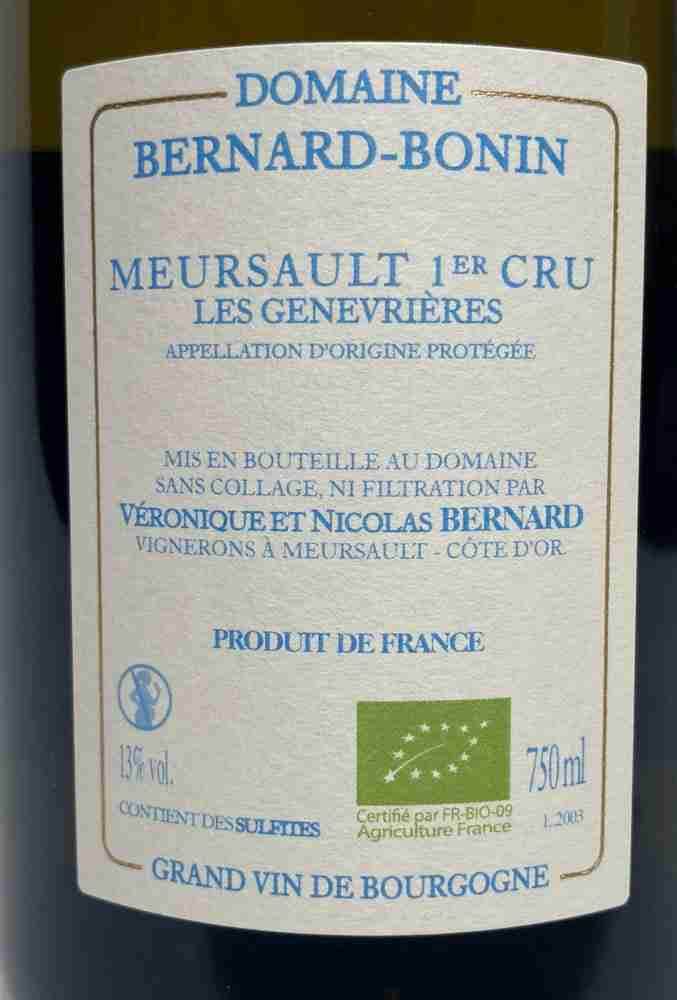 DOMAINE
BERNARD-BONIN
MEURSAULT 1ER CRU
LES GENEVRIÈRES
APPELLATION D'ORIGINE PROTÉGÉE
MIS EN BOUTEILLE AU DOMAINE
SANS COLLAGE, NI FILTRATION PAR
VÉRONIQUE ET NICOLAS BERNARD
VIGNERONS À MEURSAULT - CÔTE D'OR
PRODUIT DE FRANCE
13% vol.
750 ml
CONTIENT DES SULFITES
Certifié par FR-BIO-09
Agriculture France
L.2003
GRAND VIN DE BOURGOGNE